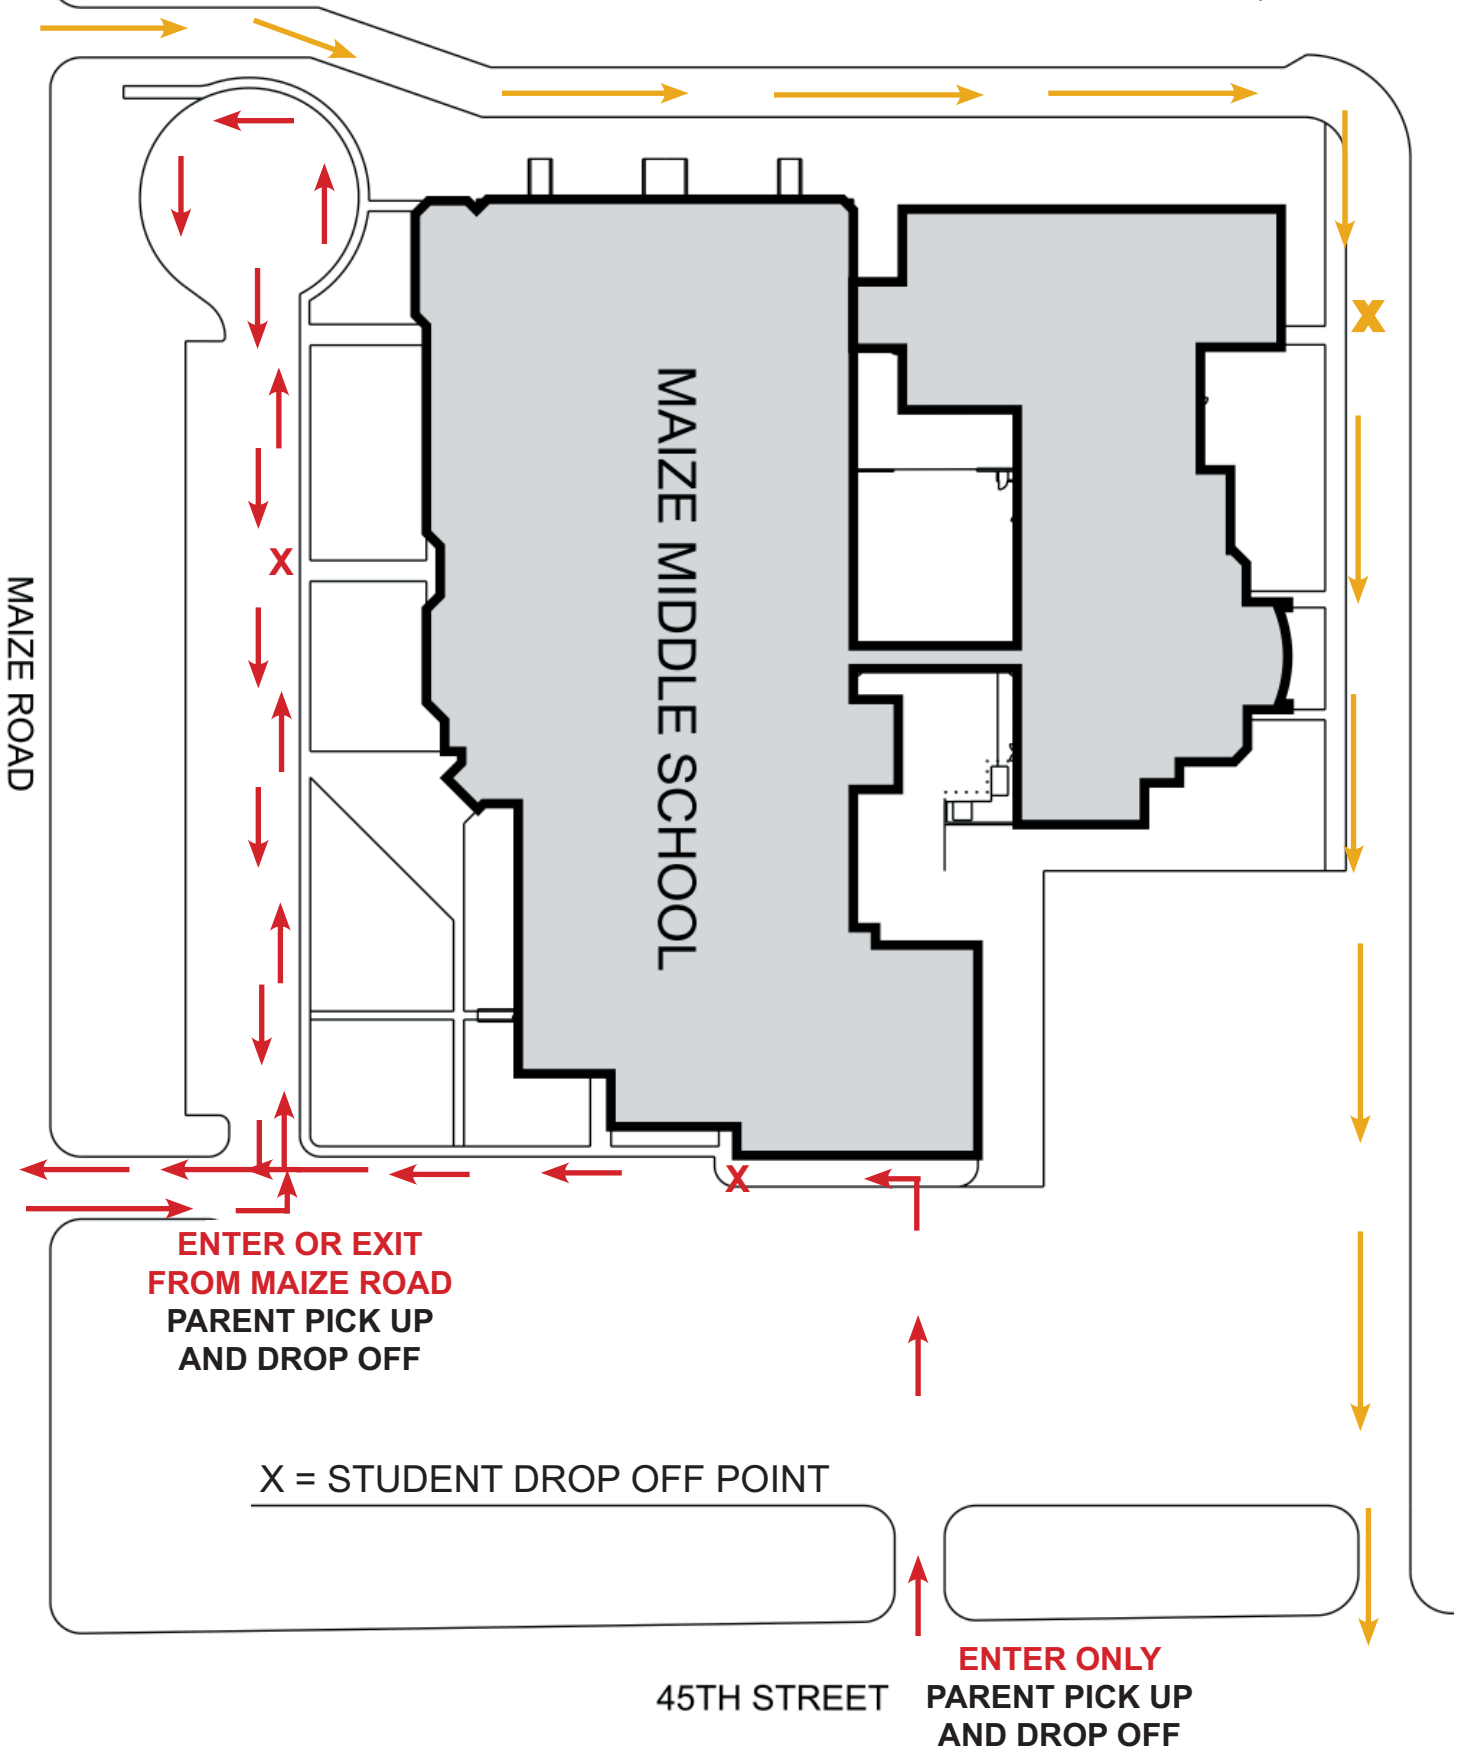 X
MAIZE MIDDLE SCHOOL
X
MAIZE ROAD
X
ENTER OR EXIT
FROM MAIZE ROAD
PARENT PICK UP
AND DROP OFF
X = STUDENT DROP OFF POINT
45TH STREET
ENTER ONLY
PARENT PICK UP
AND DROP OFF